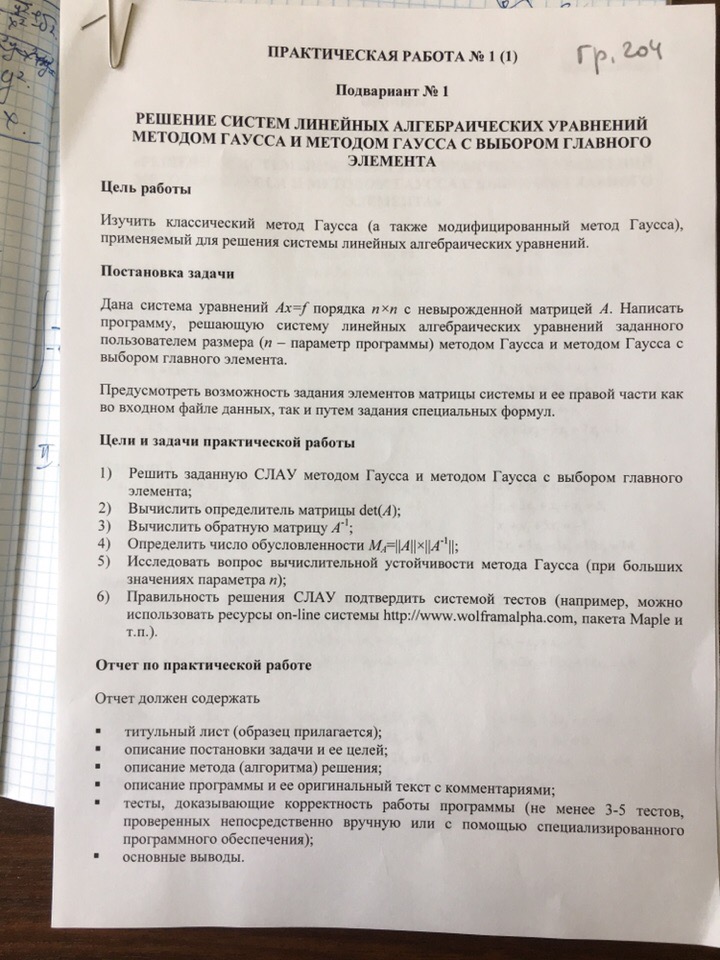 ПРАКТИЧЕСКАЯ РАБОТА № 1 (1)
Гр. 204
Подвариант № 1
РЕШЕНИЕ СИСТЕМ ЛИНЕЙНЫХ АЛГЕБРАИЧЕСКИХ УРАВНЕНИЙ
МЕТОДОМ ГАУССА И МЕТОДОМ ГАУССА С ВЫБОРОМ ГЛАВНОГО
ЭЛЕМЕНТА
Цель работы
Изучить классический метод Гаусса (а также модифицированный метод Гаусса),
применяемый для решения системы линейных алгебраических уравнений.
Постановка задачи
Дана система уравнений Ax=f порядка n×n с невырожденной матрицей A. Написать
программу, решающую систему линейных алгебраических уравнений заданного
пользователем размера (n – параметр программы) методом Гаусса и методом Гаусса с
выбором главного элемента.
Предусмотреть возможность задания элементов матрицы системы и ее правой части как
во входном файле данных, так и путем задания специальных формул.
Цели и задачи практической работы
1) Решить заданную СЛАУ методом Гаусса и методом Гаусса с выбором главного
элемента;
2) Вычислить определитель матрицы det(A);
3) Вычислить обратную матрицу A⁻¹;
4) Определить число обусловленности M_A=||A||×||A⁻¹||;
5) Исследовать вопрос вычислительной устойчивости метода Гаусса (при больших
значениях параметра n);
6) Правильность решения СЛАУ подтвердить системой тестов (например, можно
использовать ресурсы on-line системы http://www.wolframalpha.com, пакета Maple и
т.п.).
Отчет по практической работе
Отчет должен содержать
▪ титульный лист (образец прилагается);
▪ описание постановки задачи и ее целей;
▪ описание метода (алгоритма) решения;
▪ описание программы и ее оригинальный текст с комментариями;
▪ тесты, доказывающие корректность работы программы (не менее 3-5 тестов,
проверенных непосредственно вручную или с помощью специализированного
программного обеспечения);
▪ основные выводы.